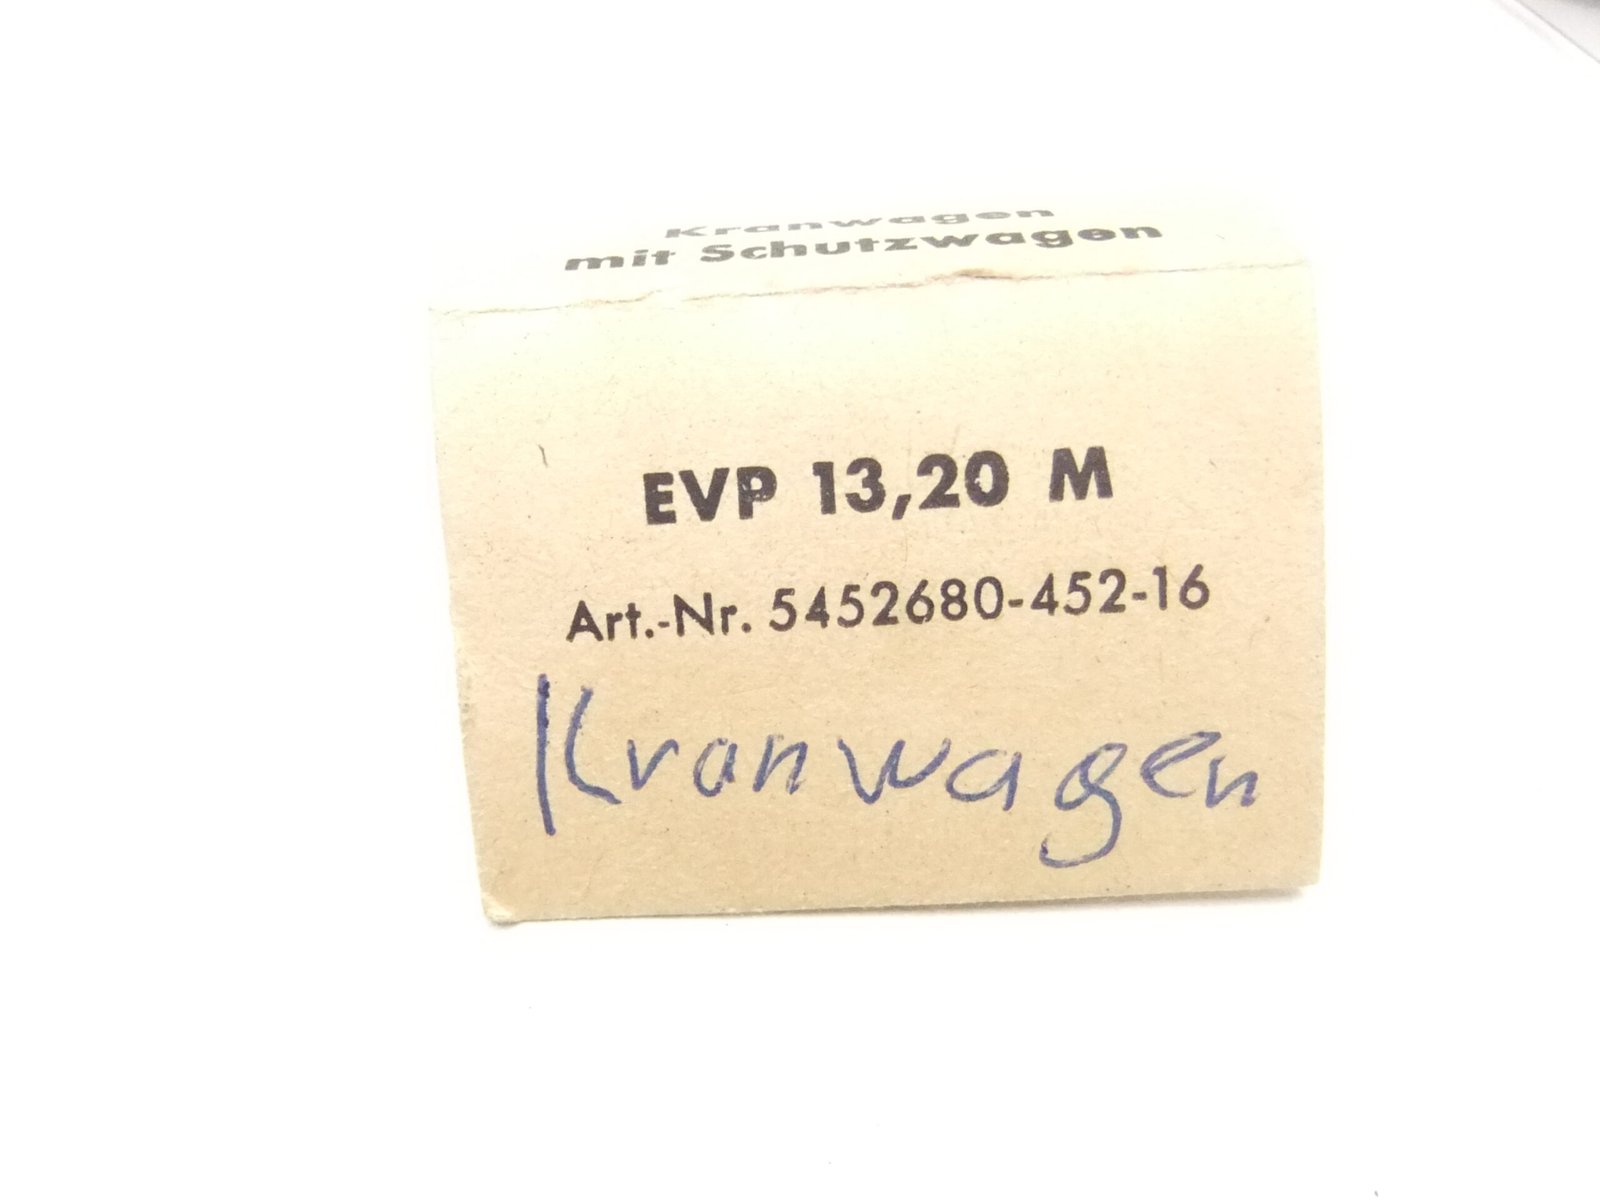 Kranwagen
mit Schutzwagen
EVP 13,20 M
Art.-Nr. 5452680-452-16
Kranwagen